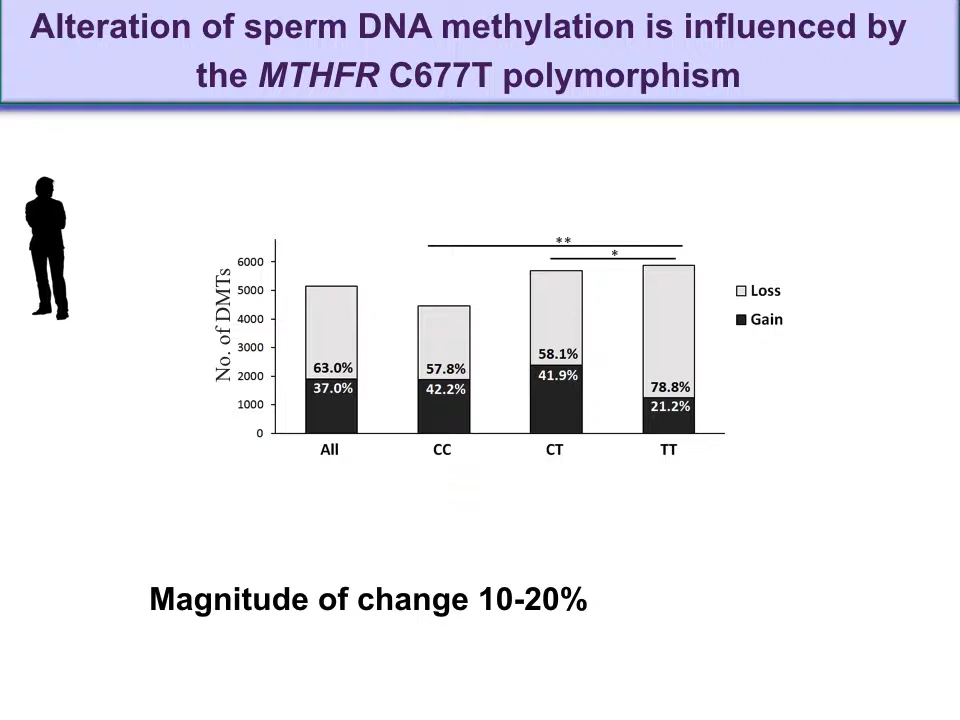 Alteration of sperm DNA methylation is influenced by
the MTHFR C677T polymorphism
**
*
No. of DMTs
6000
5000
4000
3000
2000
1000
0
63.0%
37.0%
57.8%
42.2%
58.1%
41.9%
78.8%
21.2%
All
CC
CT
TT
Loss
Gain
Magnitude of change 10-20%